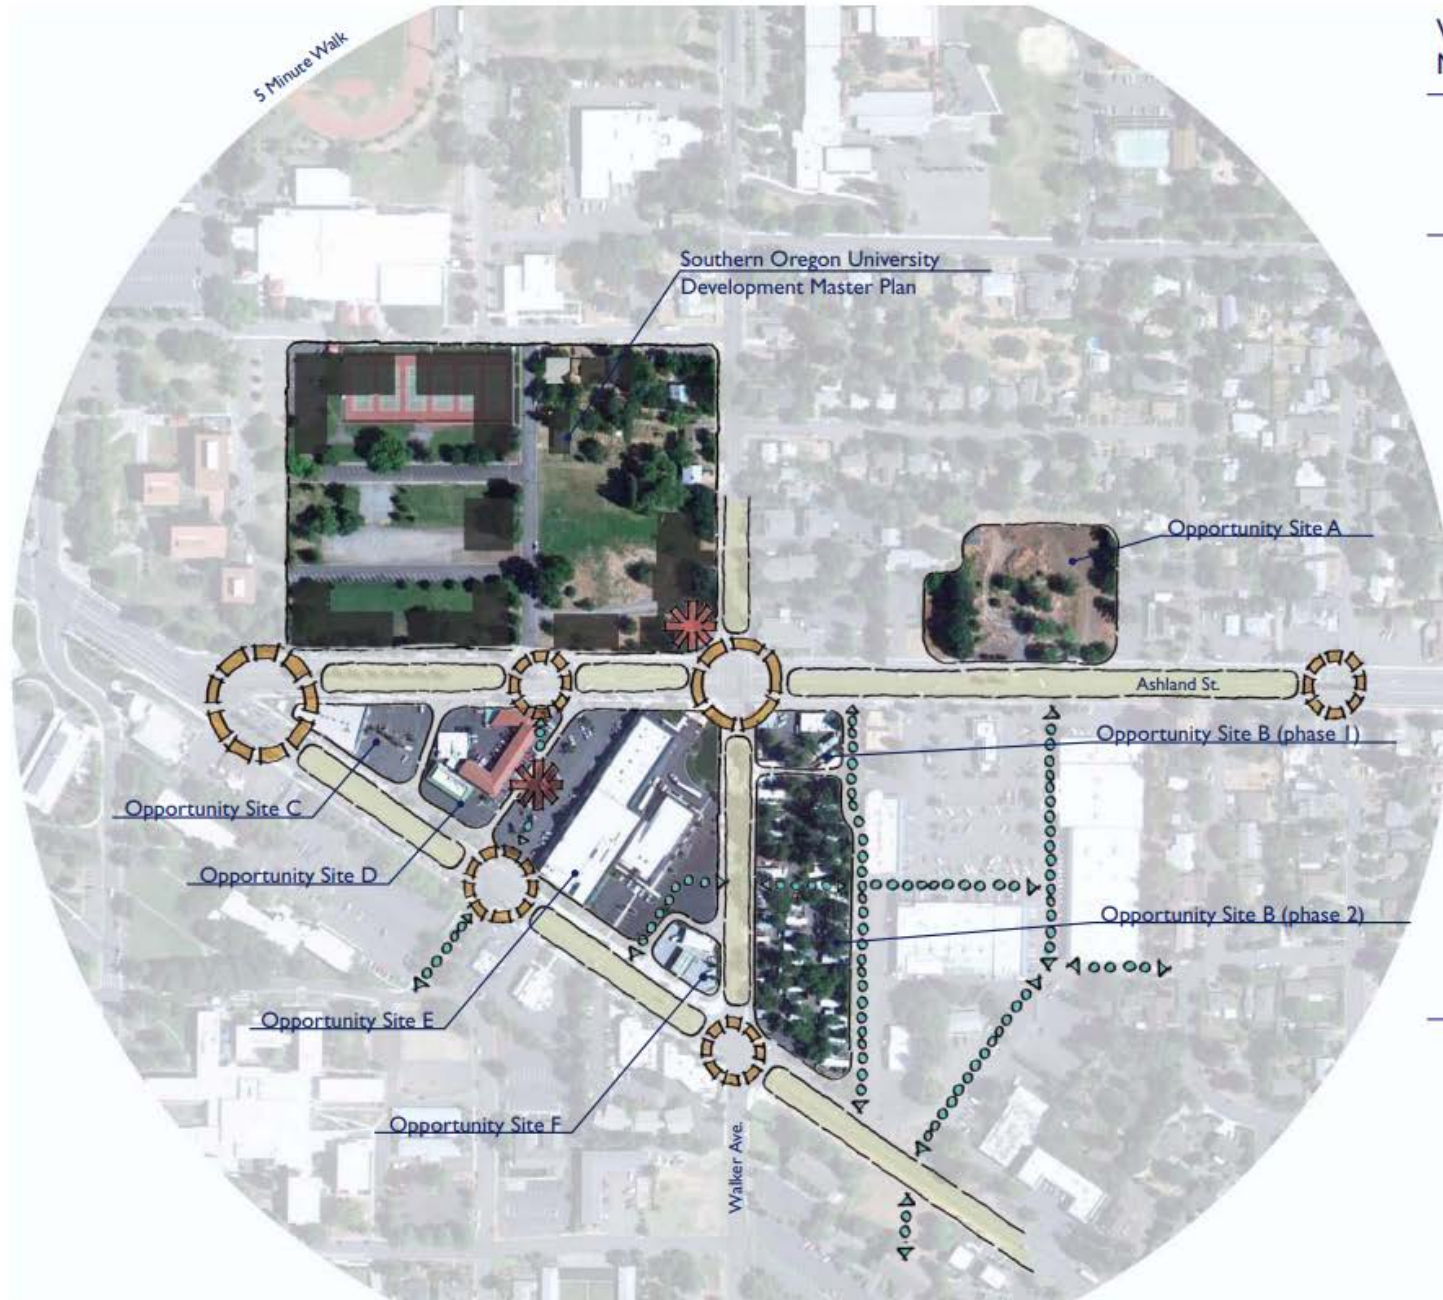 5 Minute Walk
Southern Oregon University
Development Master Plan
Opportunity Site A
Ashland St.
Opportunity Site B (phase 1)
Opportunity Site C
Opportunity Site D
Opportunity Site B (phase 2)
Opportunity Site E
Opportunity Site F
Walker Ave.